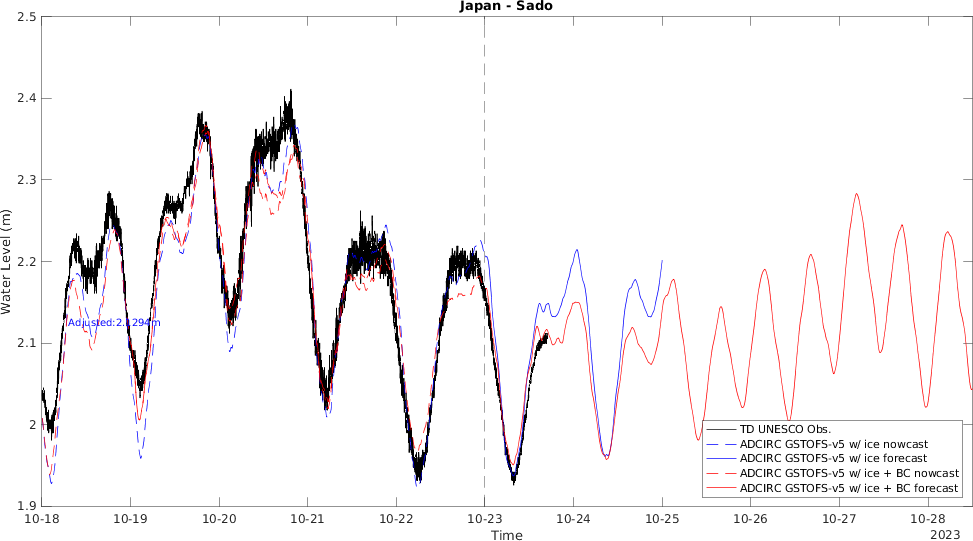 Japan - Sado
Water Level (m)
2.5
2.4
2.3
2.2
2.1
2
1.9
Adjusted:2.1294m
TD UNESCO Obs.
ADCIRC GSTOFS-v5 w/ ice nowcast
ADCIRC GSTOFS-v5 w/ ice forecast
ADCIRC GSTOFS-v5 w/ ice + BC nowcast
ADCIRC GSTOFS-v5 w/ ice + BC forecast
10-18 10-19 10-20 10-21 10-22 10-23 10-24 10-25 10-26 10-27 10-28
Time
2023